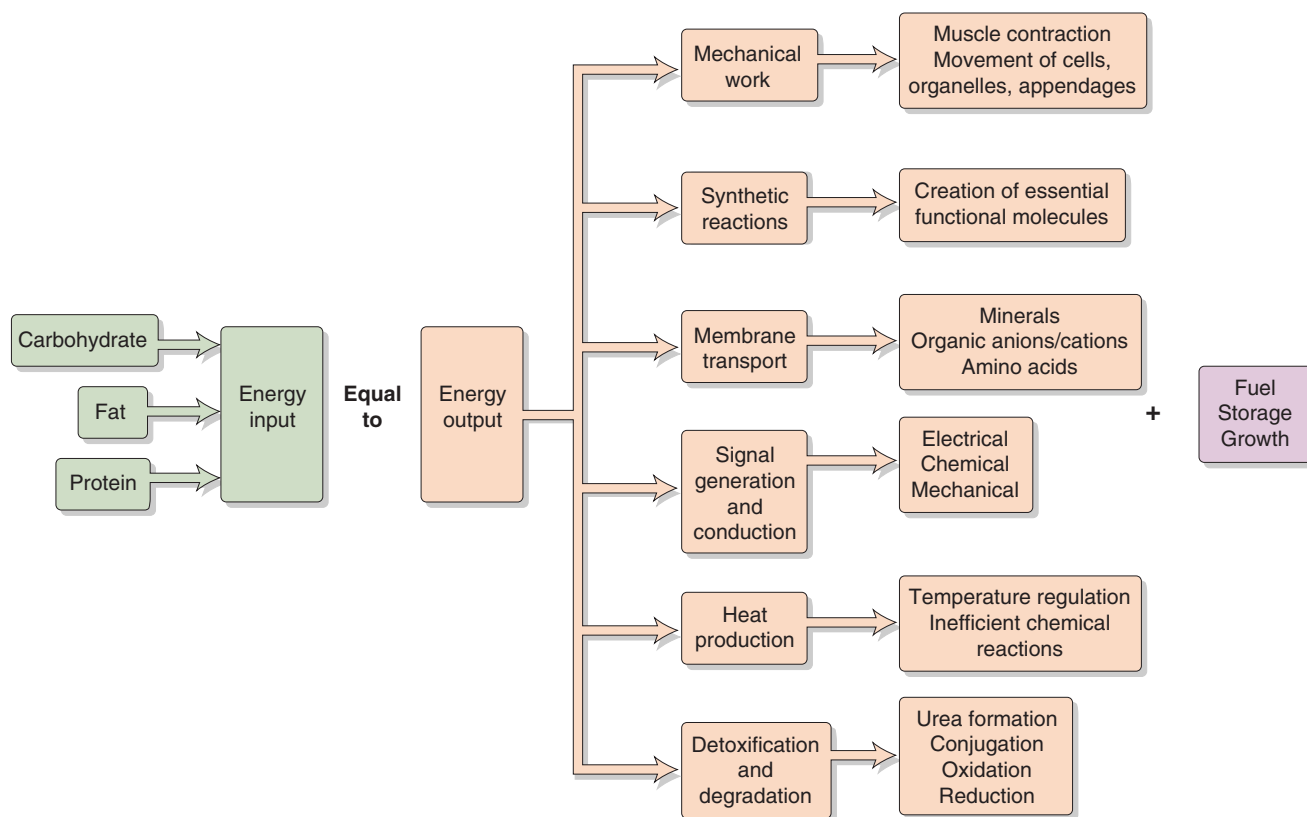 Carbohydrate
Fat
Protein
Energy
input
Equal
to
Energy
output
Mechanical
work
Muscle contraction
Movement of cells,
organelles, appendages
Synthetic
reactions
Creation of essential
functional molecules
Membrane
transport
Minerals
Organic anions/cations
Amino acids
Signal
generation
and
conduction
Electrical
Chemical
Mechanical
Heat
production
Temperature regulation
Inefficient chemical
reactions
Detoxification
and
degradation
Urea formation
Conjugation
Oxidation
Reduction
+
Fuel
Storage
Growth